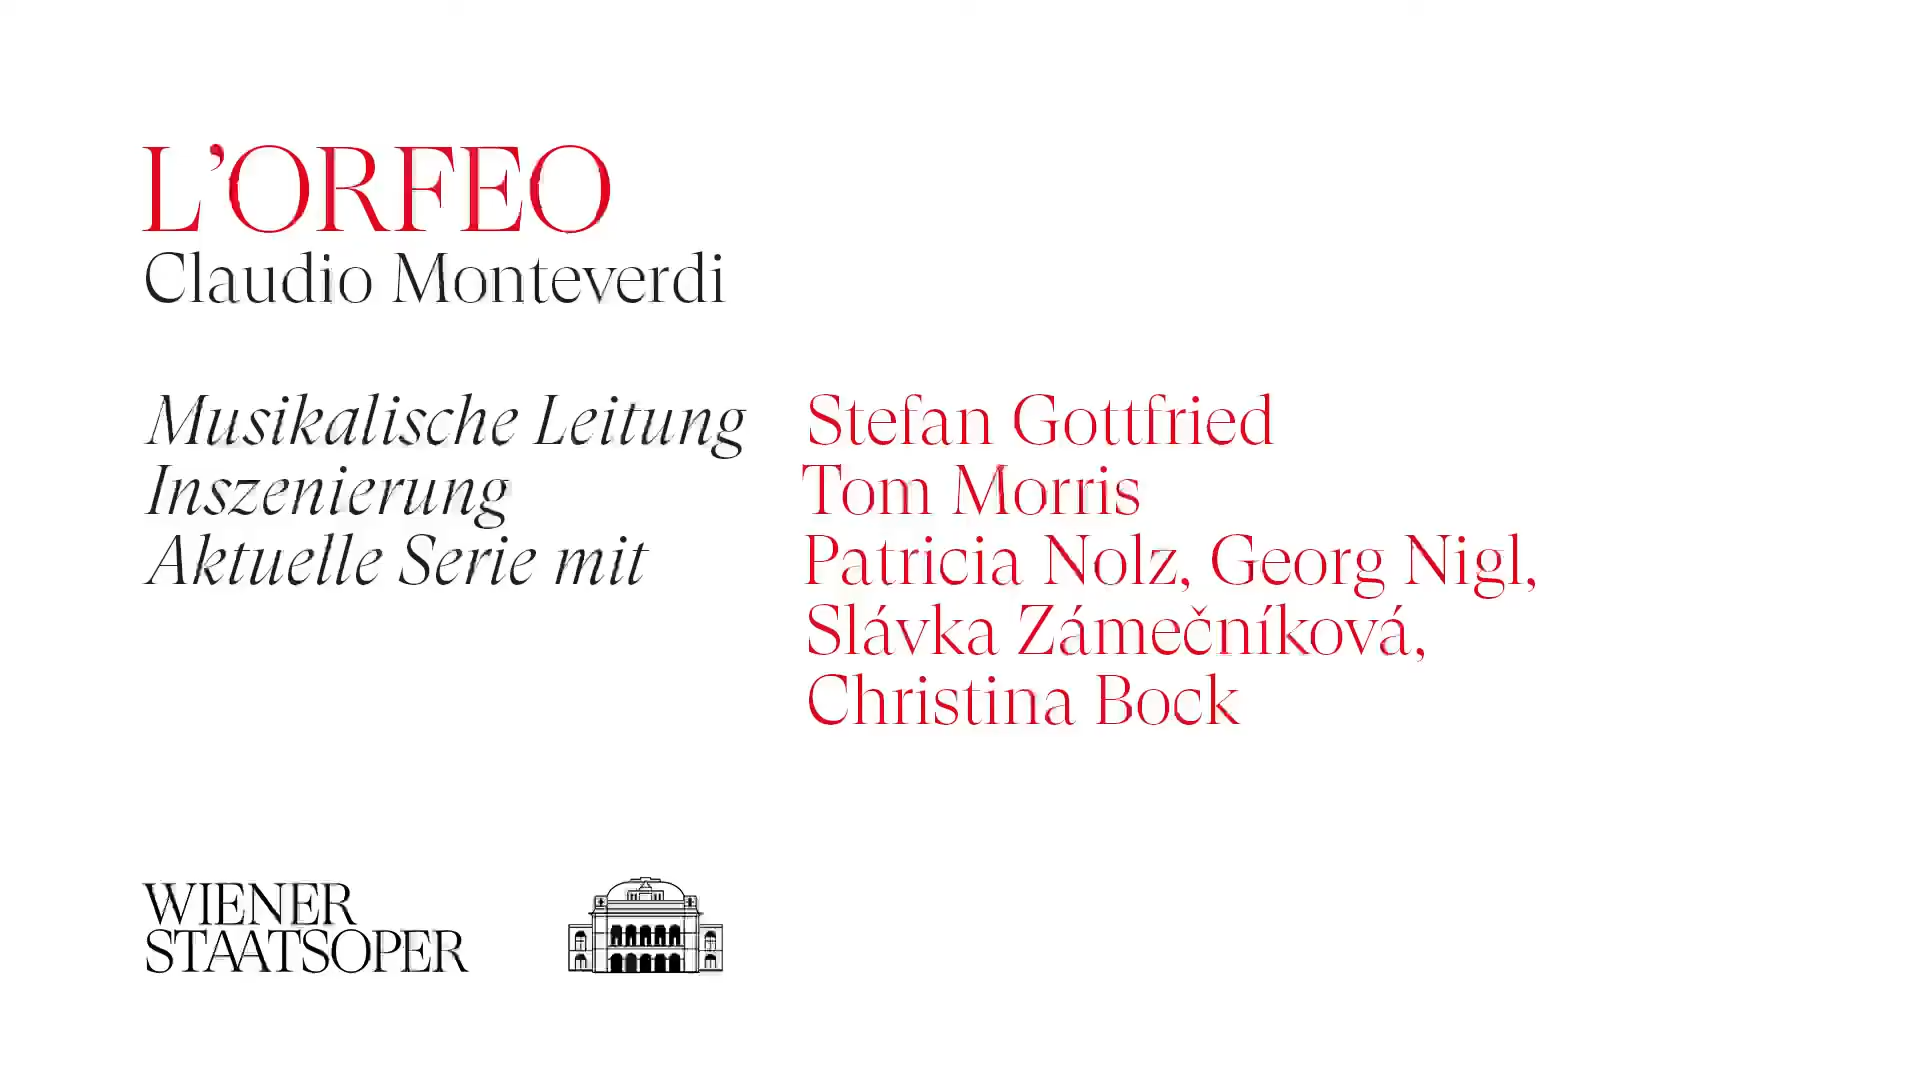 L’ORFEO
Claudio Monteverdi
Musikalische Leitung Stefan Gottfried
Inszenierung Tom Morris
Aktuelle Serie mit Patricia Nolz, Georg Nigl,
Slávka Zámečníková,
Christina Bock
WIENER
STAATSOPER